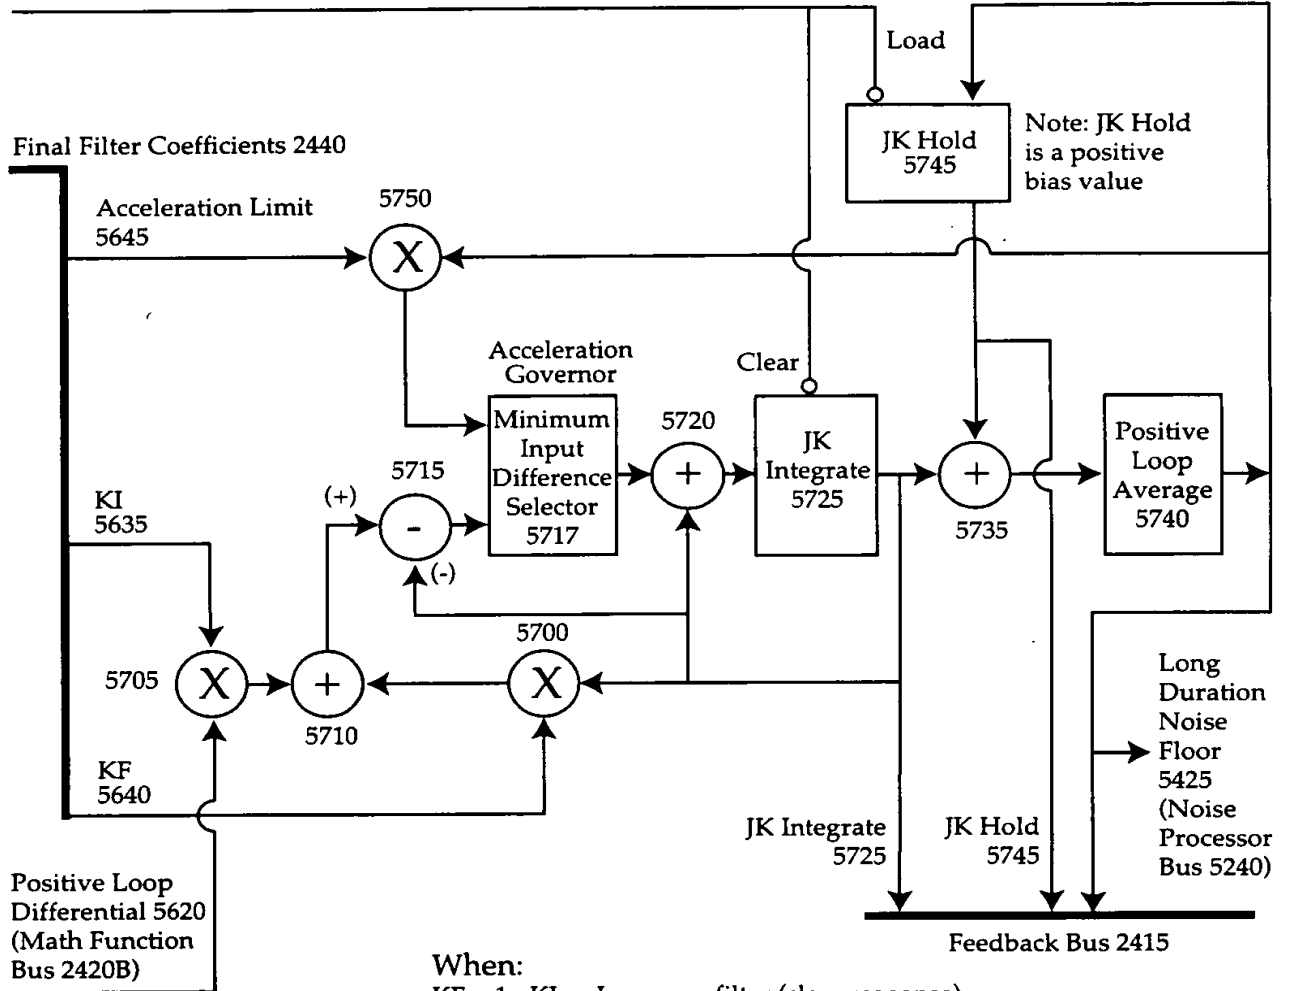 Load
JK Hold
5745
Note: JK Hold
is a positive
bias value
Final Filter Coefficients 2440
Acceleration Limit
5645
5750
X
Acceleration
Governor
Clear
Minimum
Input
Difference
Selector
5717
5720
+
JK
Integrate
5725
+
5735
Positive
Loop
Average
5740
5715
(+)
-
(-)
KI
5635
5700
X
5705
X
+
5710
KF
5640
Long
Duration
Noise
Floor
5425
(Noise
Processor
Bus 5240)
JK Integrate
5725
JK Hold
5745
Positive Loop
Differential 5620
(Math Function
Bus 2420B)
Feedback Bus 2415
When: